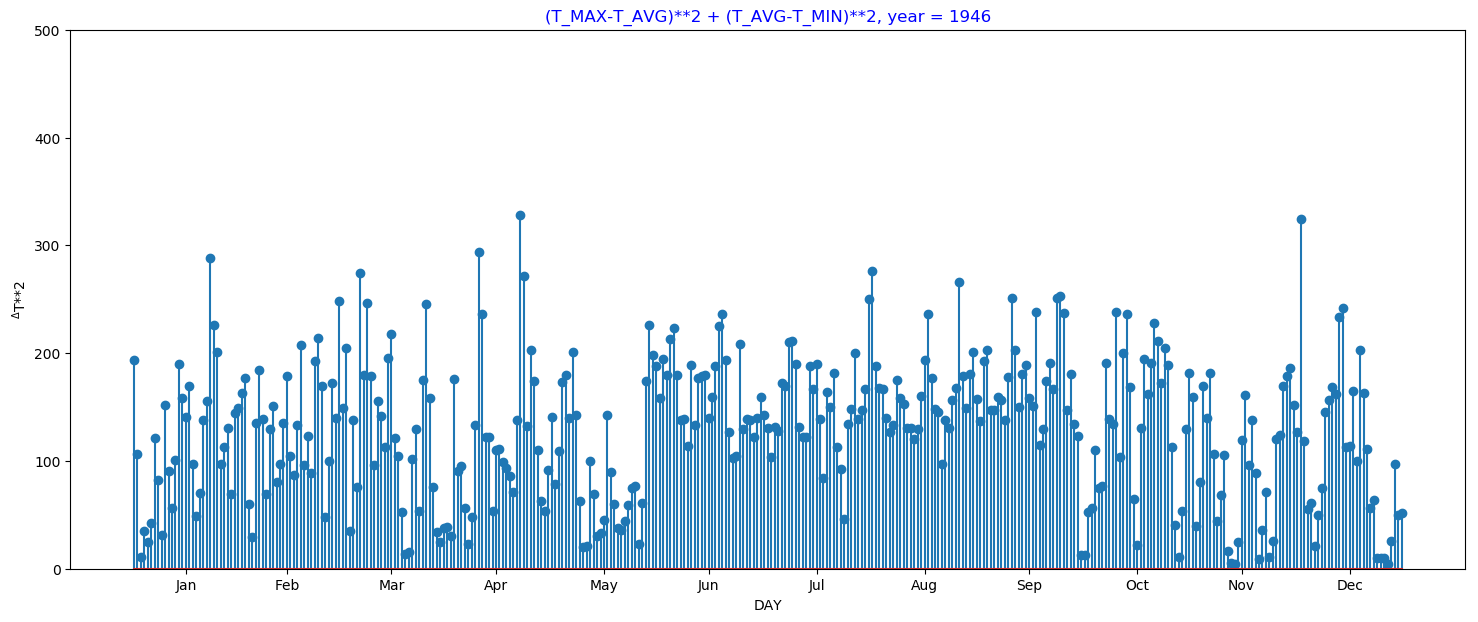 (T_MAX-T_AVG)**2 + (T_AVG-T_MIN)**2, year = 1946
500
400
300
200
100
0
ΔT**2
Jan Feb Mar Apr May Jun Jul Aug Sep Oct Nov Dec
DAY